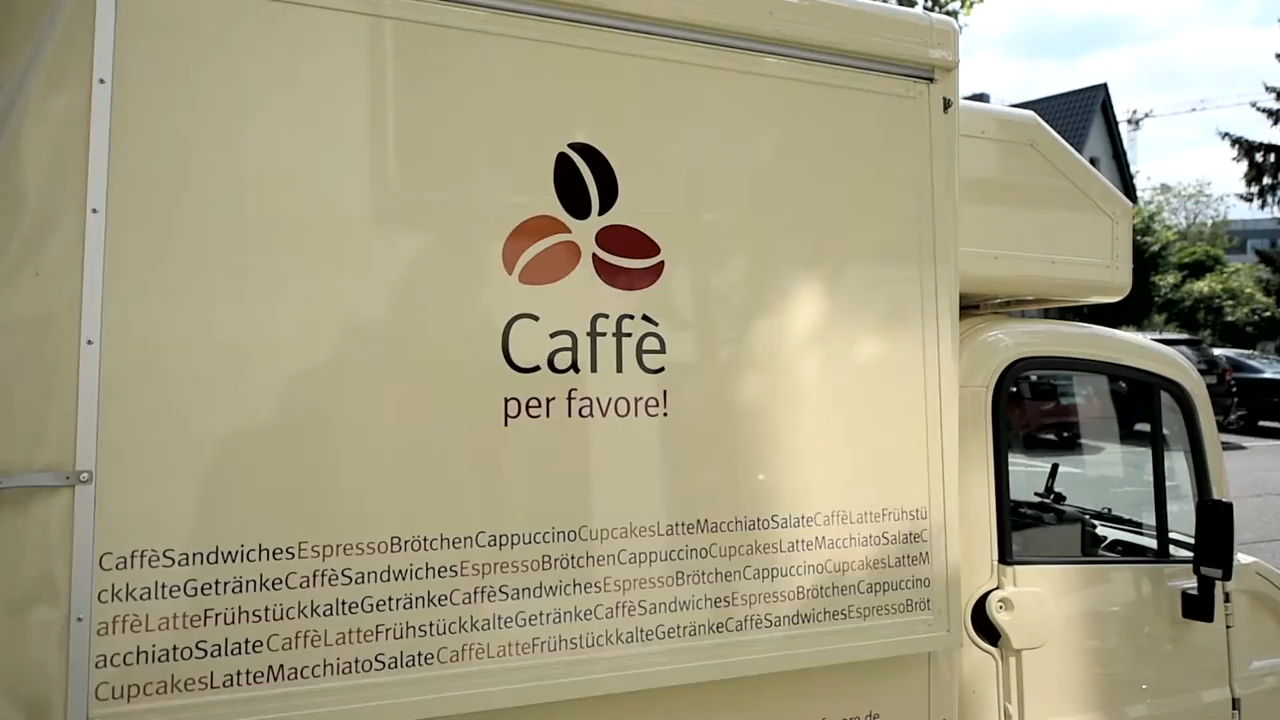 Caffè
per favore!
CaffèSandwichesEspressoBrötchenCappuccinoCupcakesLatteMacchiatoSalateCaffèLatteFrühstü
ckkalteGetränkeCaffèSandwichesEspressoBrötchenCappuccinoCupcakesLatteMacchiatoSalateC
affèLatteFrühstückkalteGetränkeCaffèSandwichesEspressoBrötchenCappuccinoCupcakesLatteM
acchiatoSalateCaffèLatteFrühstückkalteGetränkeCaffèSandwichesEspressoBrötchenCappuccino
CupcakesLatteMacchiatoSalateCaffèLatteFrühstückkalteGetränkeCaffèSandwichesEspressoBröt